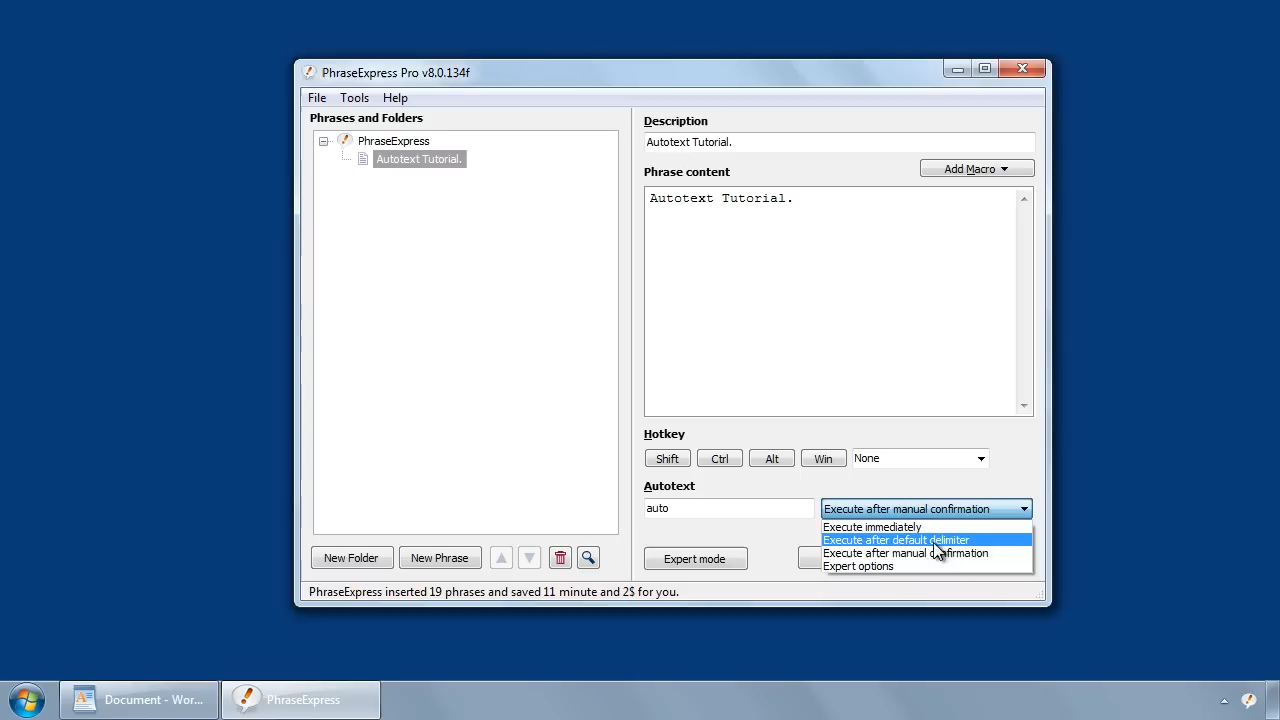 PhraseExpress Pro v8.0.134f
File Tools Help
Phrases and Folders
PhraseExpress
Autotext Tutorial.
Description
Autotext Tutorial.
Phrase content
Add Macro
Autotext Tutorial.
Hotkey
Shift Ctrl Alt Win None
Autotext
auto
Execute after manual confirmation
Execute immediately
Execute after default delimiter
Execute after manual confirmation
Expert options
New Folder New Phrase
Expert mode
PhraseExpress inserted 19 phrases and saved 11 minute and 2$ for you.
Document - Wor... PhraseExpress